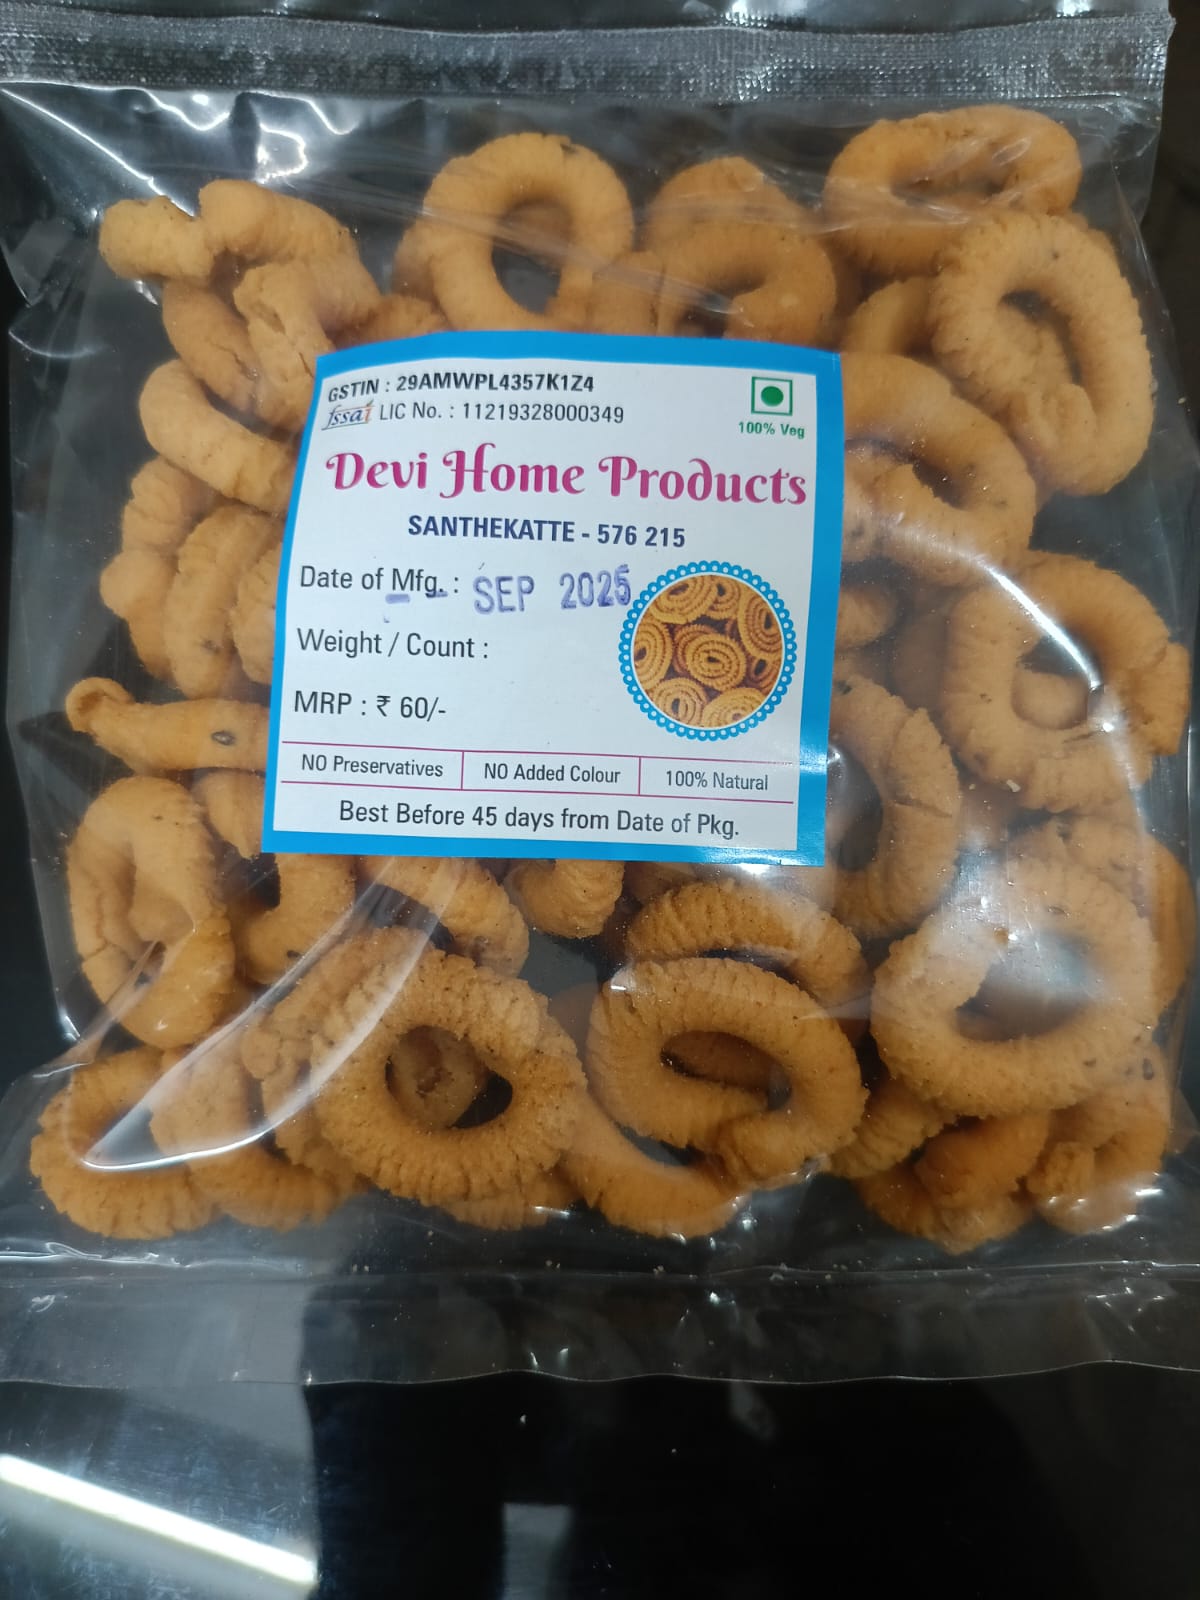 GSTIN : 29AMWPL4357K1Z4
fssai LIC No. : 11219328000349
100% Veg
Devi Home Products
SANTHEKATTE - 576 215
Date of Mfg. : SEP 2025
Weight / Count :
MRP : ₹ 60/-
NO Preservatives NO Added Colour 100% Natural
Best Before 45 days from Date of Pkg.